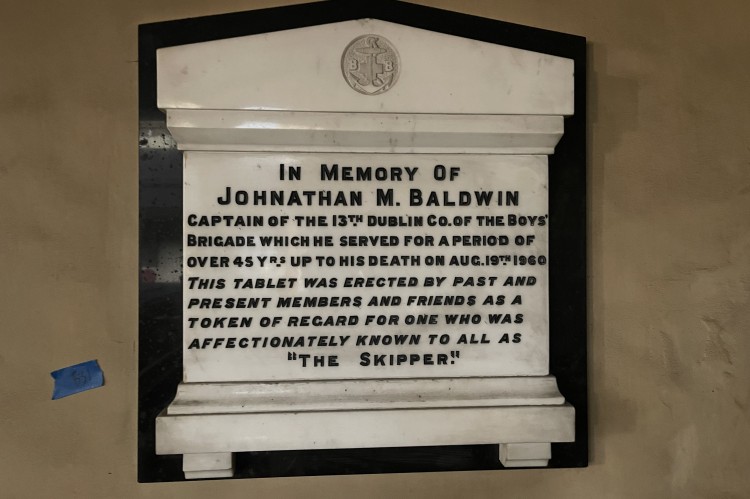 IN MEMORY OF
JOHNATHAN M. BALDWIN
CAPTAIN OF THE 13TH DUBLIN CO. OF THE BOYS'
BRIGADE WHICH HE SERVED FOR A PERIOD OF
OVER 45 YRS UP TO HIS DEATH ON AUG. 19TH 1960
THIS TABLET WAS ERECTED BY PAST AND
PRESENT MEMBERS AND FRIENDS AS A
TOKEN OF REGARD FOR ONE WHO WAS
AFFECTIONATELY KNOWN TO ALL AS
"THE SKIPPER."